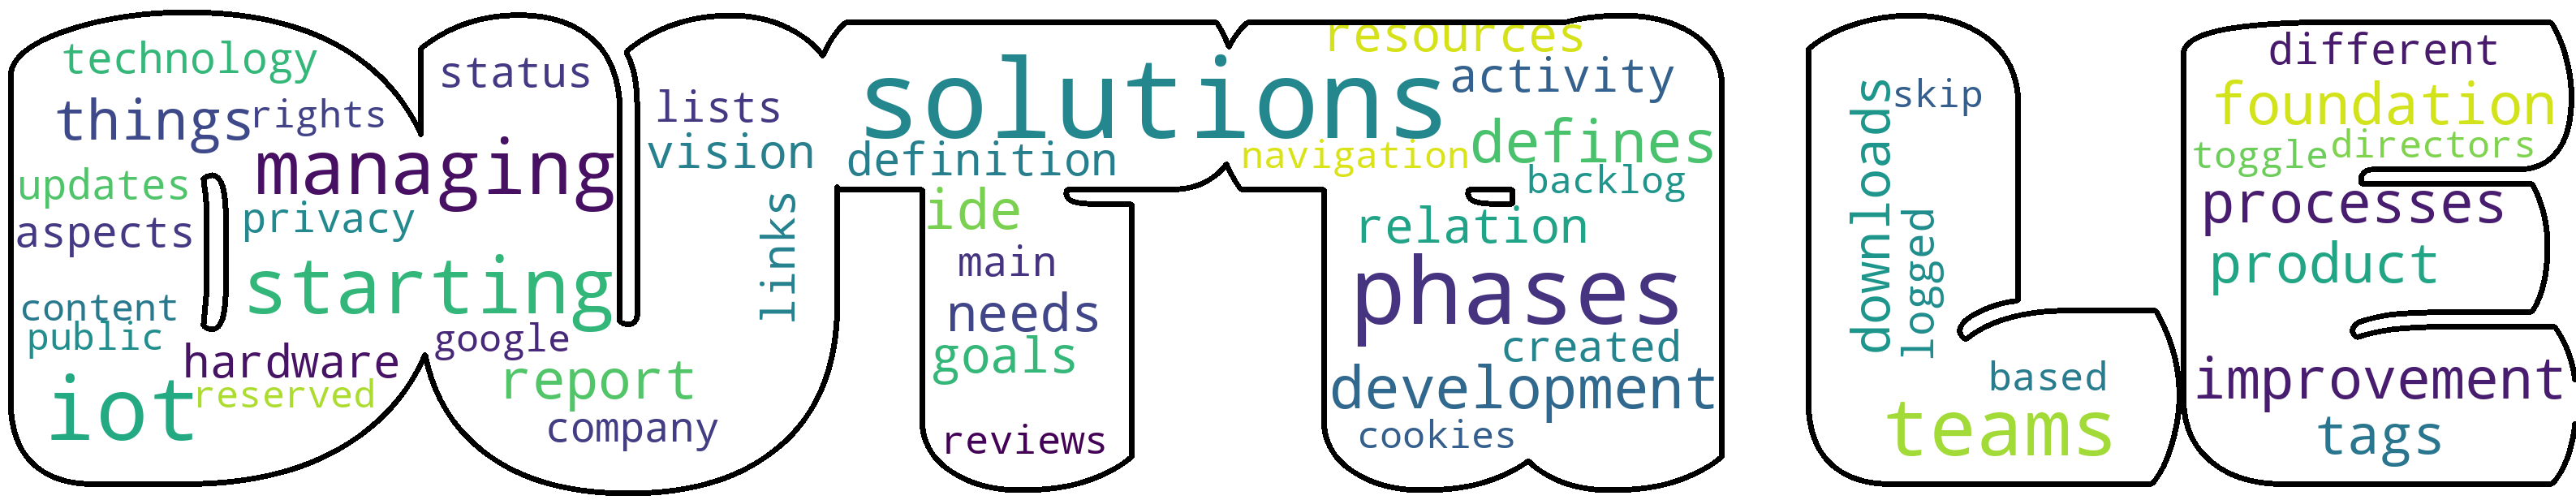 technology
things
rights
updates
aspects
managing
privacy
starting
content
public
hardware
iot
reserved
status
google
report
company
lists
vision
links
solutions
definition
ide
main
needs
goals
reviews
resources
activity
navigation
defines
backlog
relation
phases
created
development
cookies
downloads
skip
logged
based
teams
different
foundation
toggle
directors
processes
product
improvement
tags